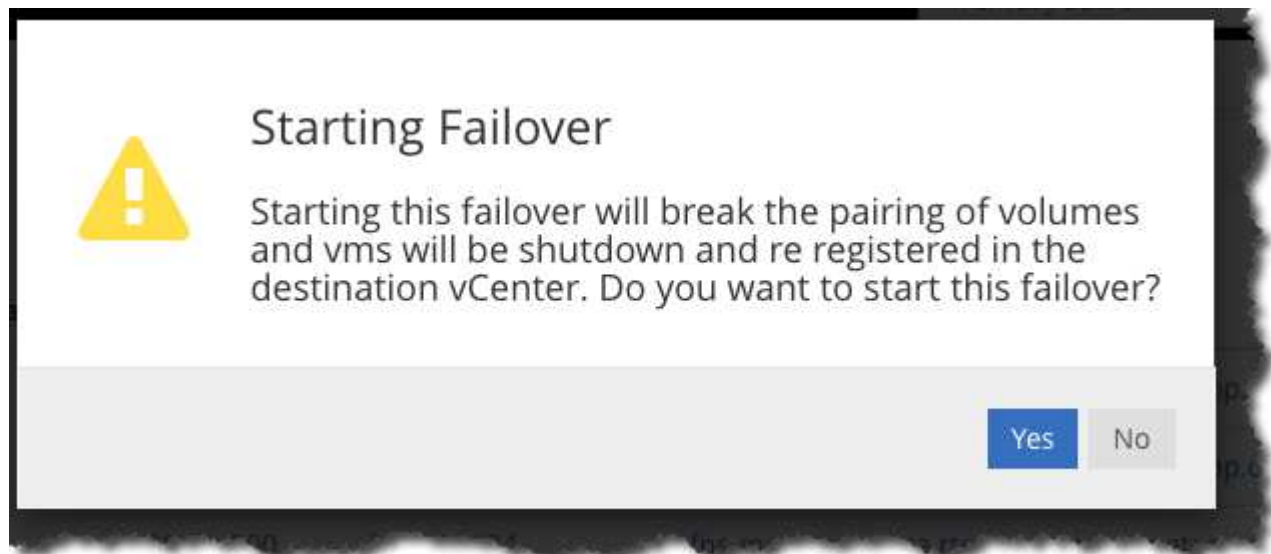 Starting Failover
Starting this failover will break the pairing of volumes
and vms will be shutdown and re registered in the
destination vCenter. Do you want to start this failover?
Yes No